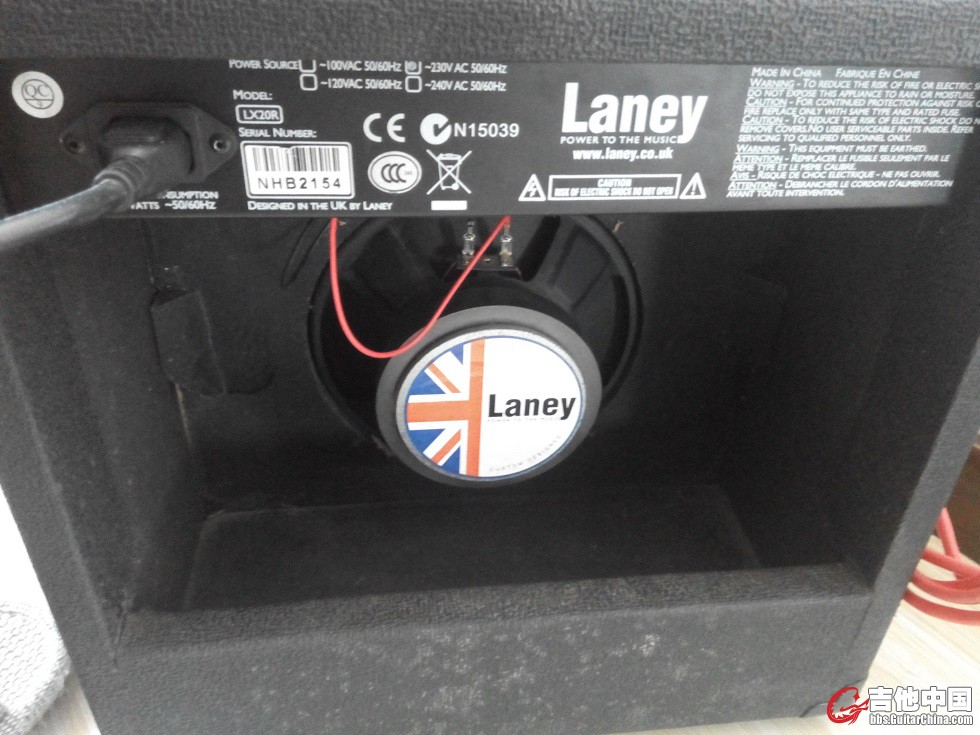 QC
POWER SOURCE ~100VAC 50/60Hz ~230V AC 50/60Hz
~120VAC 50/60Hz ~240V AC 50/60Hz
MODEL:
LX20R
SERIAL NUMBER:
NHB2154
WATTS ~50/60Hz
DESIGNED IN THE UK BY LANEY
CE N15039
CCC
Laney
POWER TO THE MUSIC
www.laney.co.uk
CAUTION
RISK OF ELECTRIC SHOCK DO NOT OPEN
MADE IN CHINA FABRIQUE EN CHINE
WARNING - TO REDUCE THE RISK OF FIRE OR ELECTRIC
DO NOT EXPOSE THIS APPLIANCE TO RAIN OR MOISTURE.
CAUTION - FOR CONTINUED PROTECTION AGAINST RISK
FIRE REPLACE ONLY WITH SAME TYPE AND RATED FUSE.
CAUTION - TO REDUCE THE RISK OF ELECTRIC SHOCK DO
REMOVE COVERS. NO USER SERVICEABLE PARTS INSIDE. REFER
SERVICING TO QUALIFIED PERSONNEL ONLY.
WARNING - THIS EQUIPMENT MUST BE EARTHED.
ATTENTION - REMPLACER LE FUSIBLE SEULEMENT PAR LE
MEME TYPE ET LE MEME CALIBRE.
AVIS - RISQUE DE CHOC ELECTRIQUE - NE PAS OUVRIR.
ATTENTION - DEBRANCHER LE CORDON D'ALIMENTATION
AVANT TOUTE INTERVENTION.
Laney
POWER TO THE MUSIC
CUSTOM DESIGNED
吉他中国
bbs.GuitarChina.com